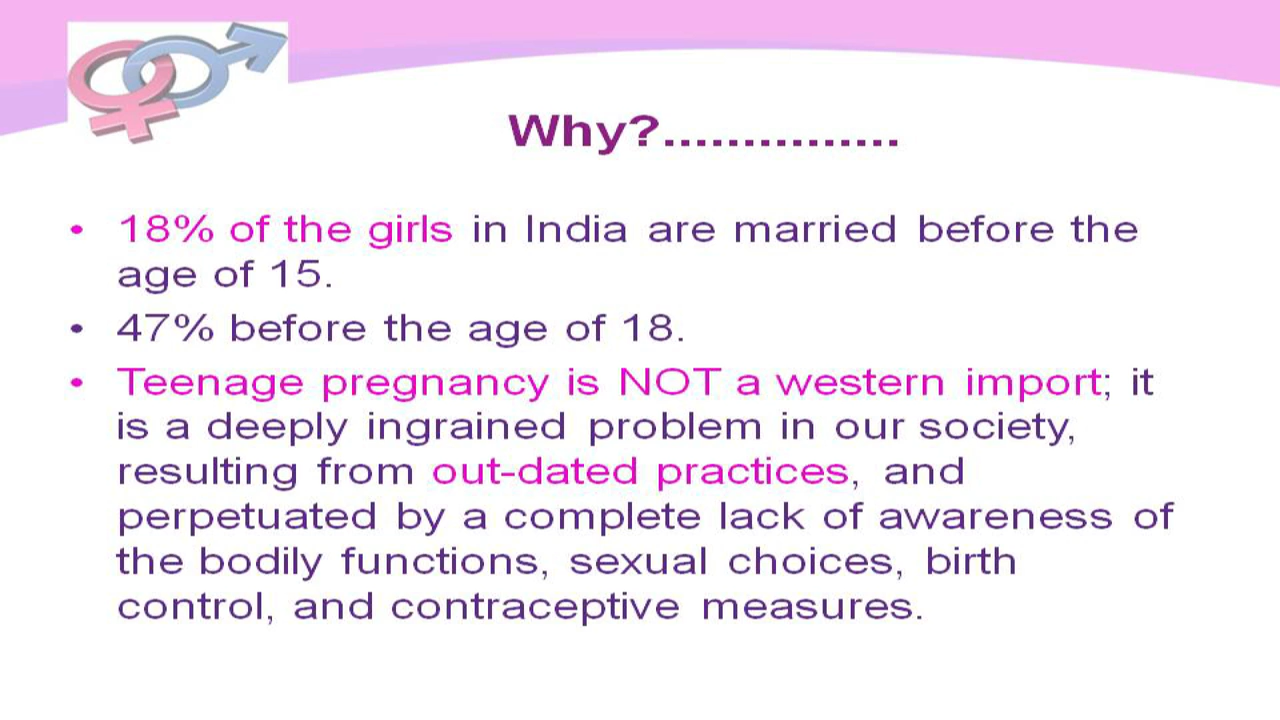 Why?...............
• 18% of the girls in India are married before the
age of 15.
• 47% before the age of 18.
• Teenage pregnancy is NOT a western import; it
is a deeply ingrained problem in our society,
resulting from out-dated practices, and
perpetuated by a complete lack of awareness of
the bodily functions, sexual choices, birth
control, and contraceptive measures.